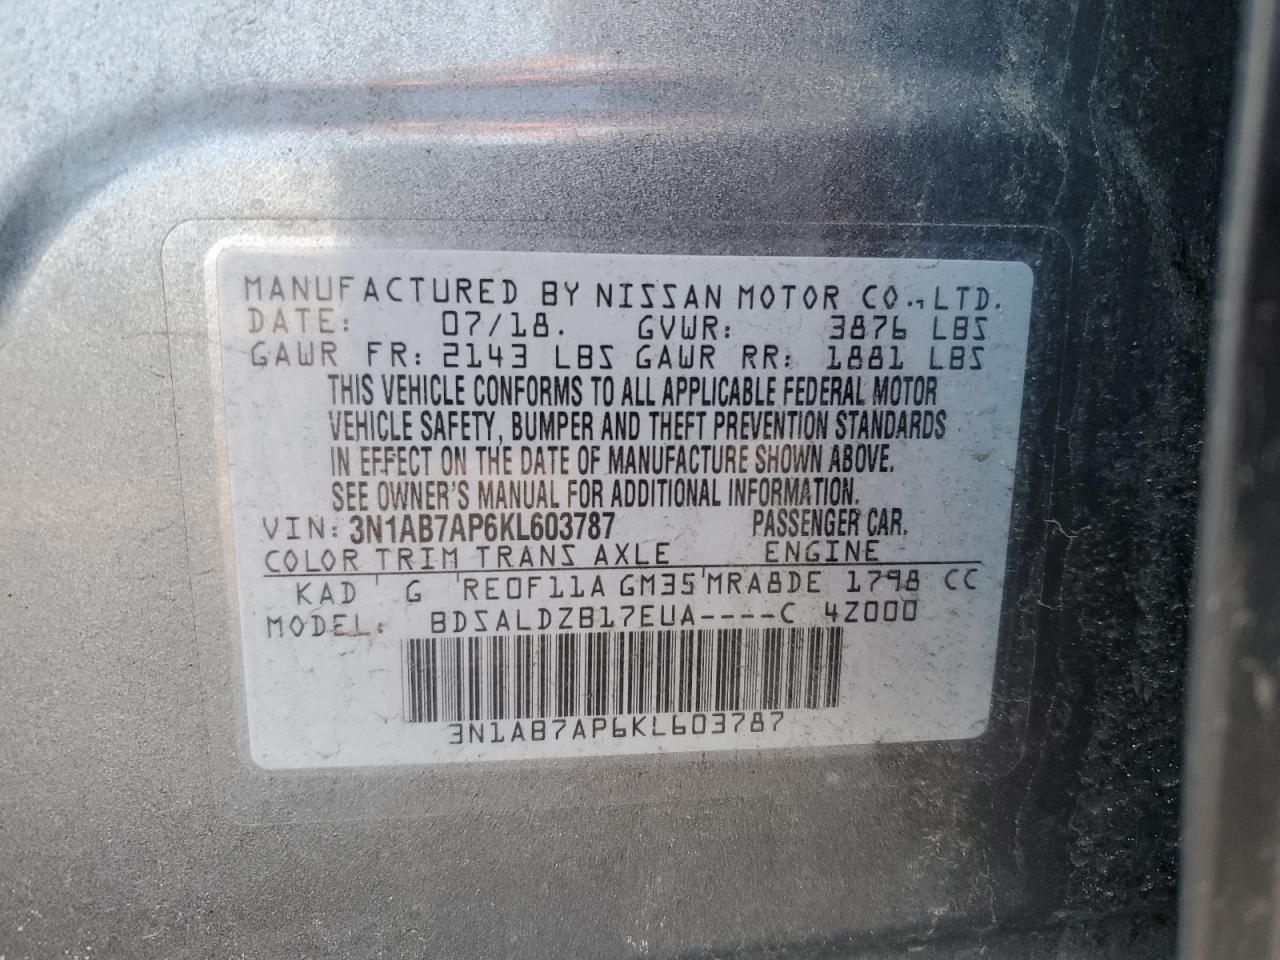 MANUFACTURED BY NISSAN MOTOR CO., LTD.
DATE: 07/18. GVWR: 3876 LBS
GAWR FR: 2143 LBS GAWR RR: 1881 LBS
THIS VEHICLE CONFORMS TO ALL APPLICABLE FEDERAL MOTOR
VEHICLE SAFETY, BUMPER AND THEFT PREVENTION STANDARDS
IN EFFECT ON THE DATE OF MANUFACTURE SHOWN ABOVE.
SEE OWNER'S MANUAL FOR ADDITIONAL INFORMATION.
VIN: 3N1AB7AP6KL603787 PASSENGER CAR.
COLOR TRIM TRANS AXLE ENGINE
KAD G RE0F11A GM35 MRA8DE 1798 CC
MODEL: BDSALDZB17EUA----C 4Z000
3N1AB7AP6KL603787